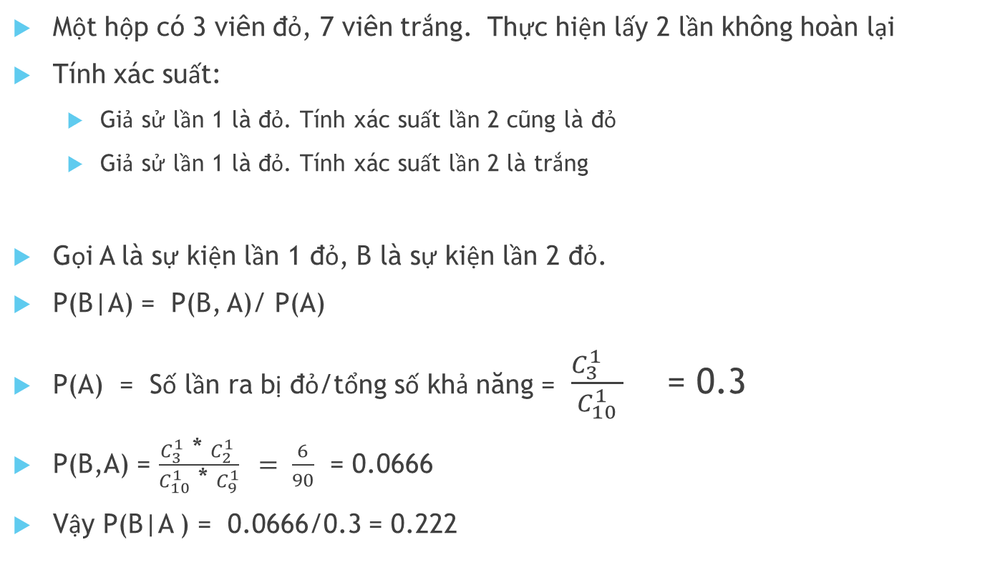 Một hộp có 3 viên đỏ, 7 viên trắng. Thực hiện lấy 2 lần không hoàn lại
Tính xác suất:
Giả sử lần 1 là đỏ. Tính xác suất lần 2 cũng là đỏ
Giả sử lần 1 là đỏ. Tính xác suất lần 2 là trắng
Gọi A là sự kiện lần 1 đỏ, B là sự kiện lần 2 đỏ.
P(B|A) = P(B, A)/ P(A)
P(A) = Số lần ra bị đỏ/tổng số khả năng = \frac{C_3^1}{C_{10}^1} = 0.3
P(B,A) = \frac{C_3^1 * C_2^1}{C_{10}^1 * C_9^1} = \frac{6}{90} = 0.0666
Vậy P(B|A ) = 0.0666/0.3 = 0.222